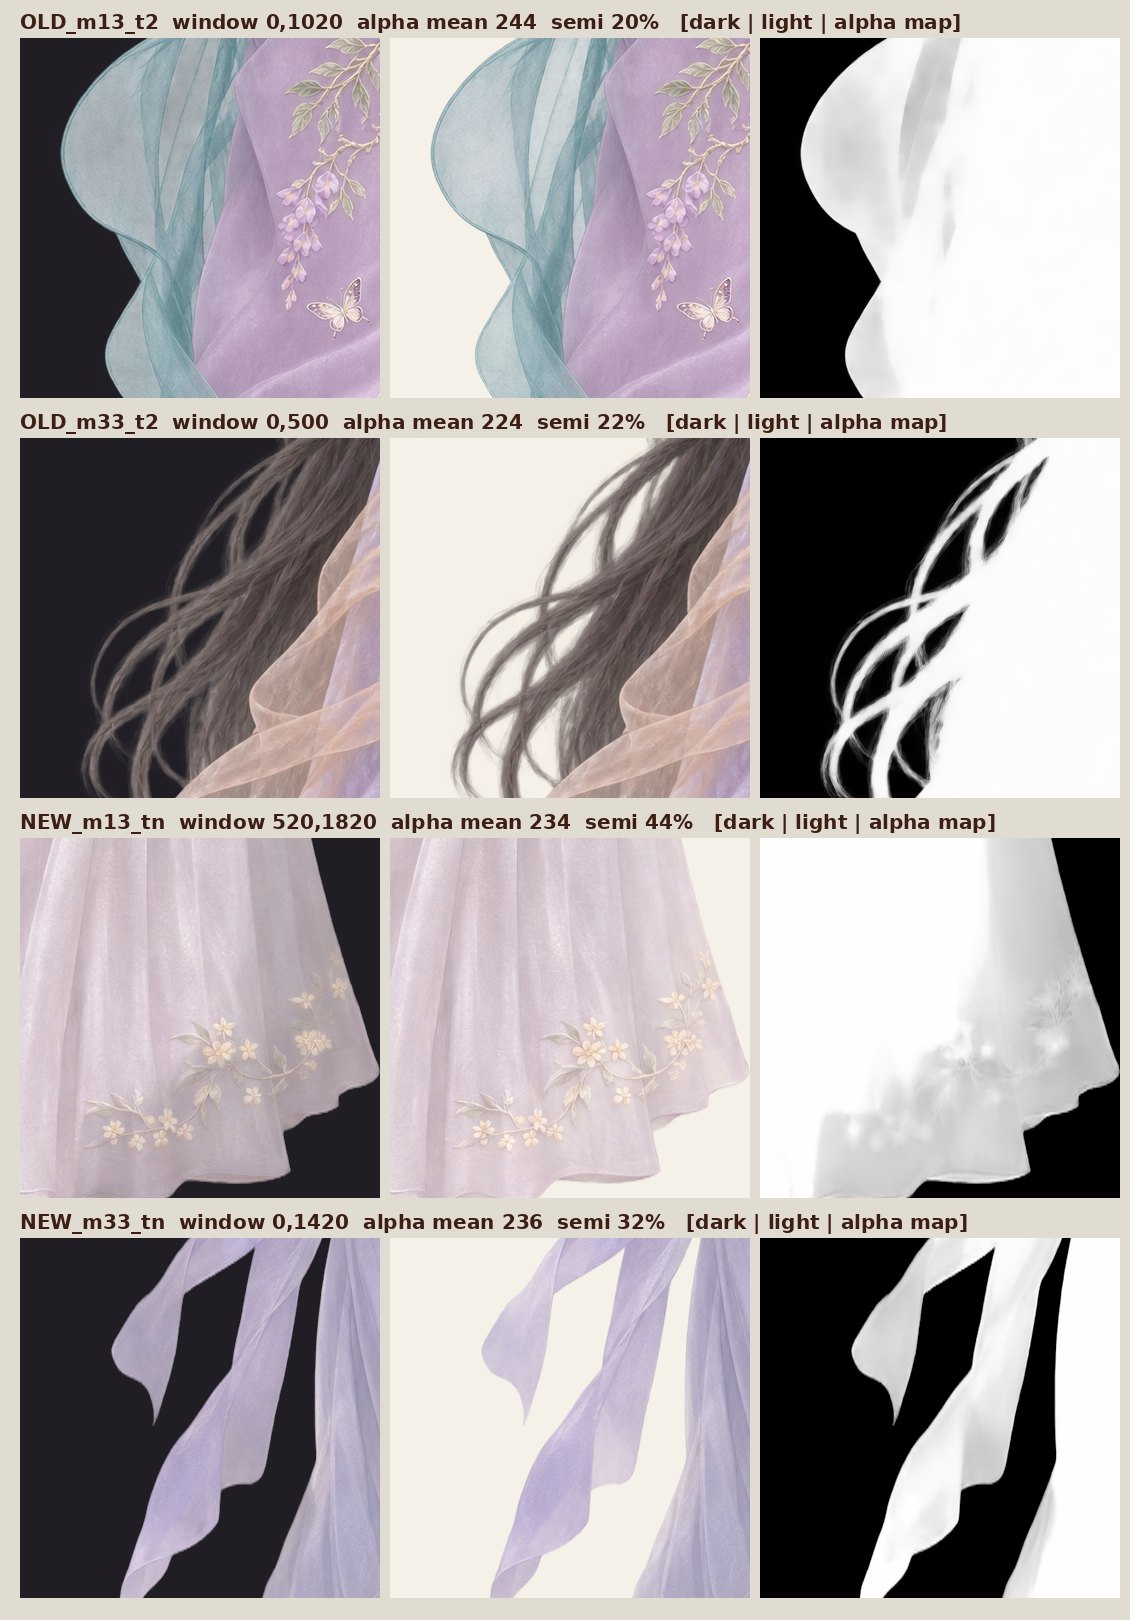 OLD_m13_t2  window 0,1020  alpha mean 244  semi 20%   [dark | light | alpha map]
OLD_m33_t2  window 0,500  alpha mean 224  semi 22%   [dark | light | alpha map]
NEW_m13_tn  window 520,1820  alpha mean 234  semi 44%   [dark | light | alpha map]
NEW_m33_tn  window 0,1420  alpha mean 236  semi 32%   [dark | light | alpha map]